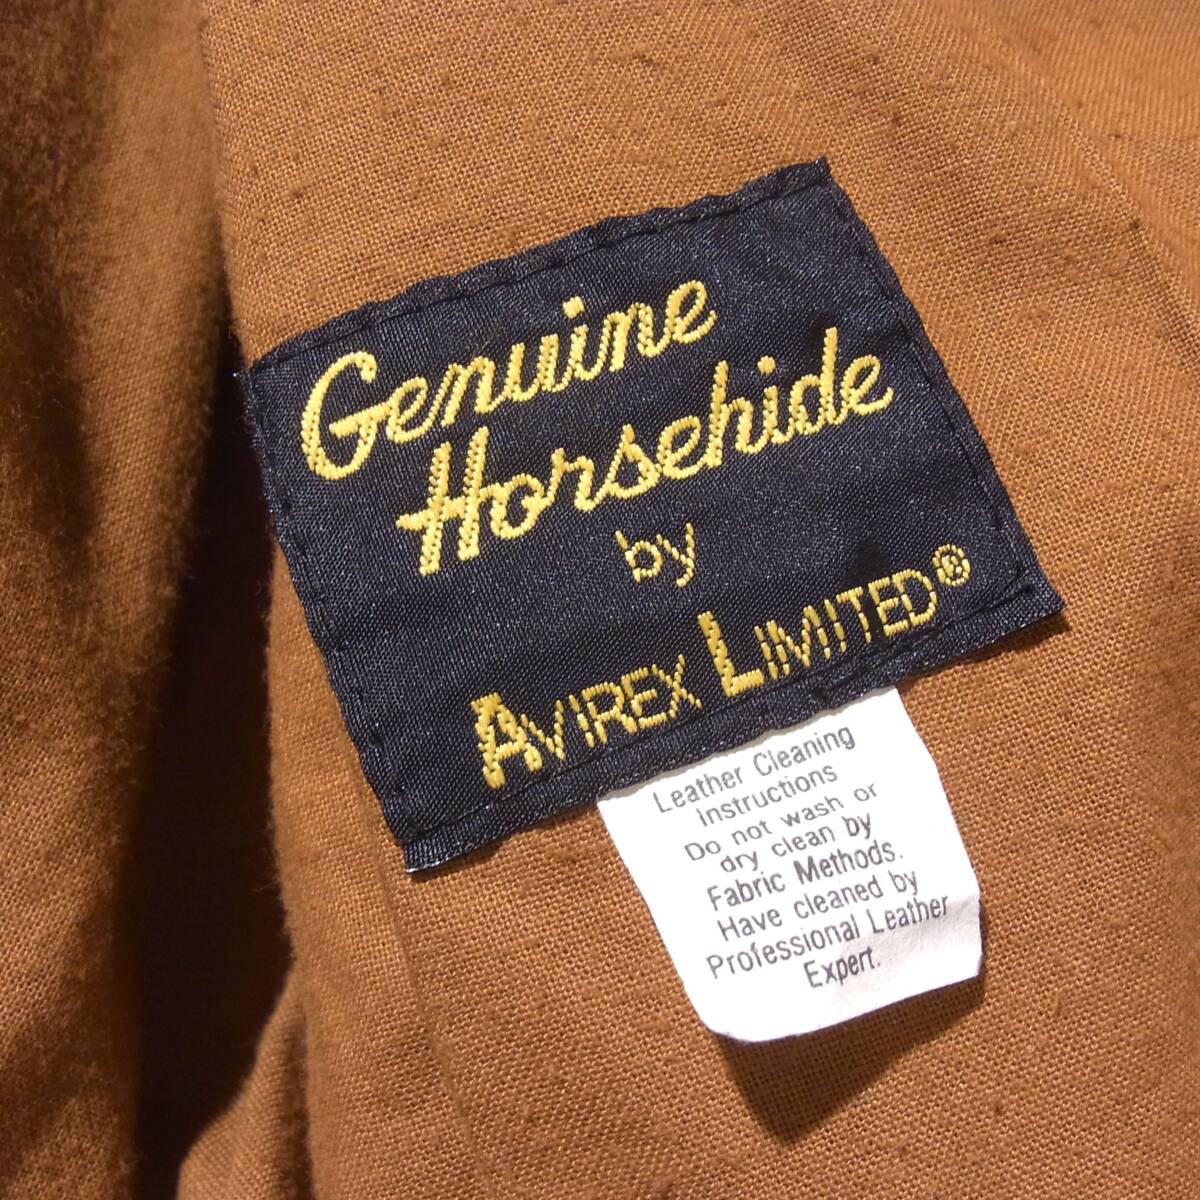 Genuine
Horsehide
by
AVIREX LIMITED®
Leather Cleaning
Instructions
Do not wash or
dry clean by
Fabric Methods.
Have cleaned by
Professional Leather
Expert.